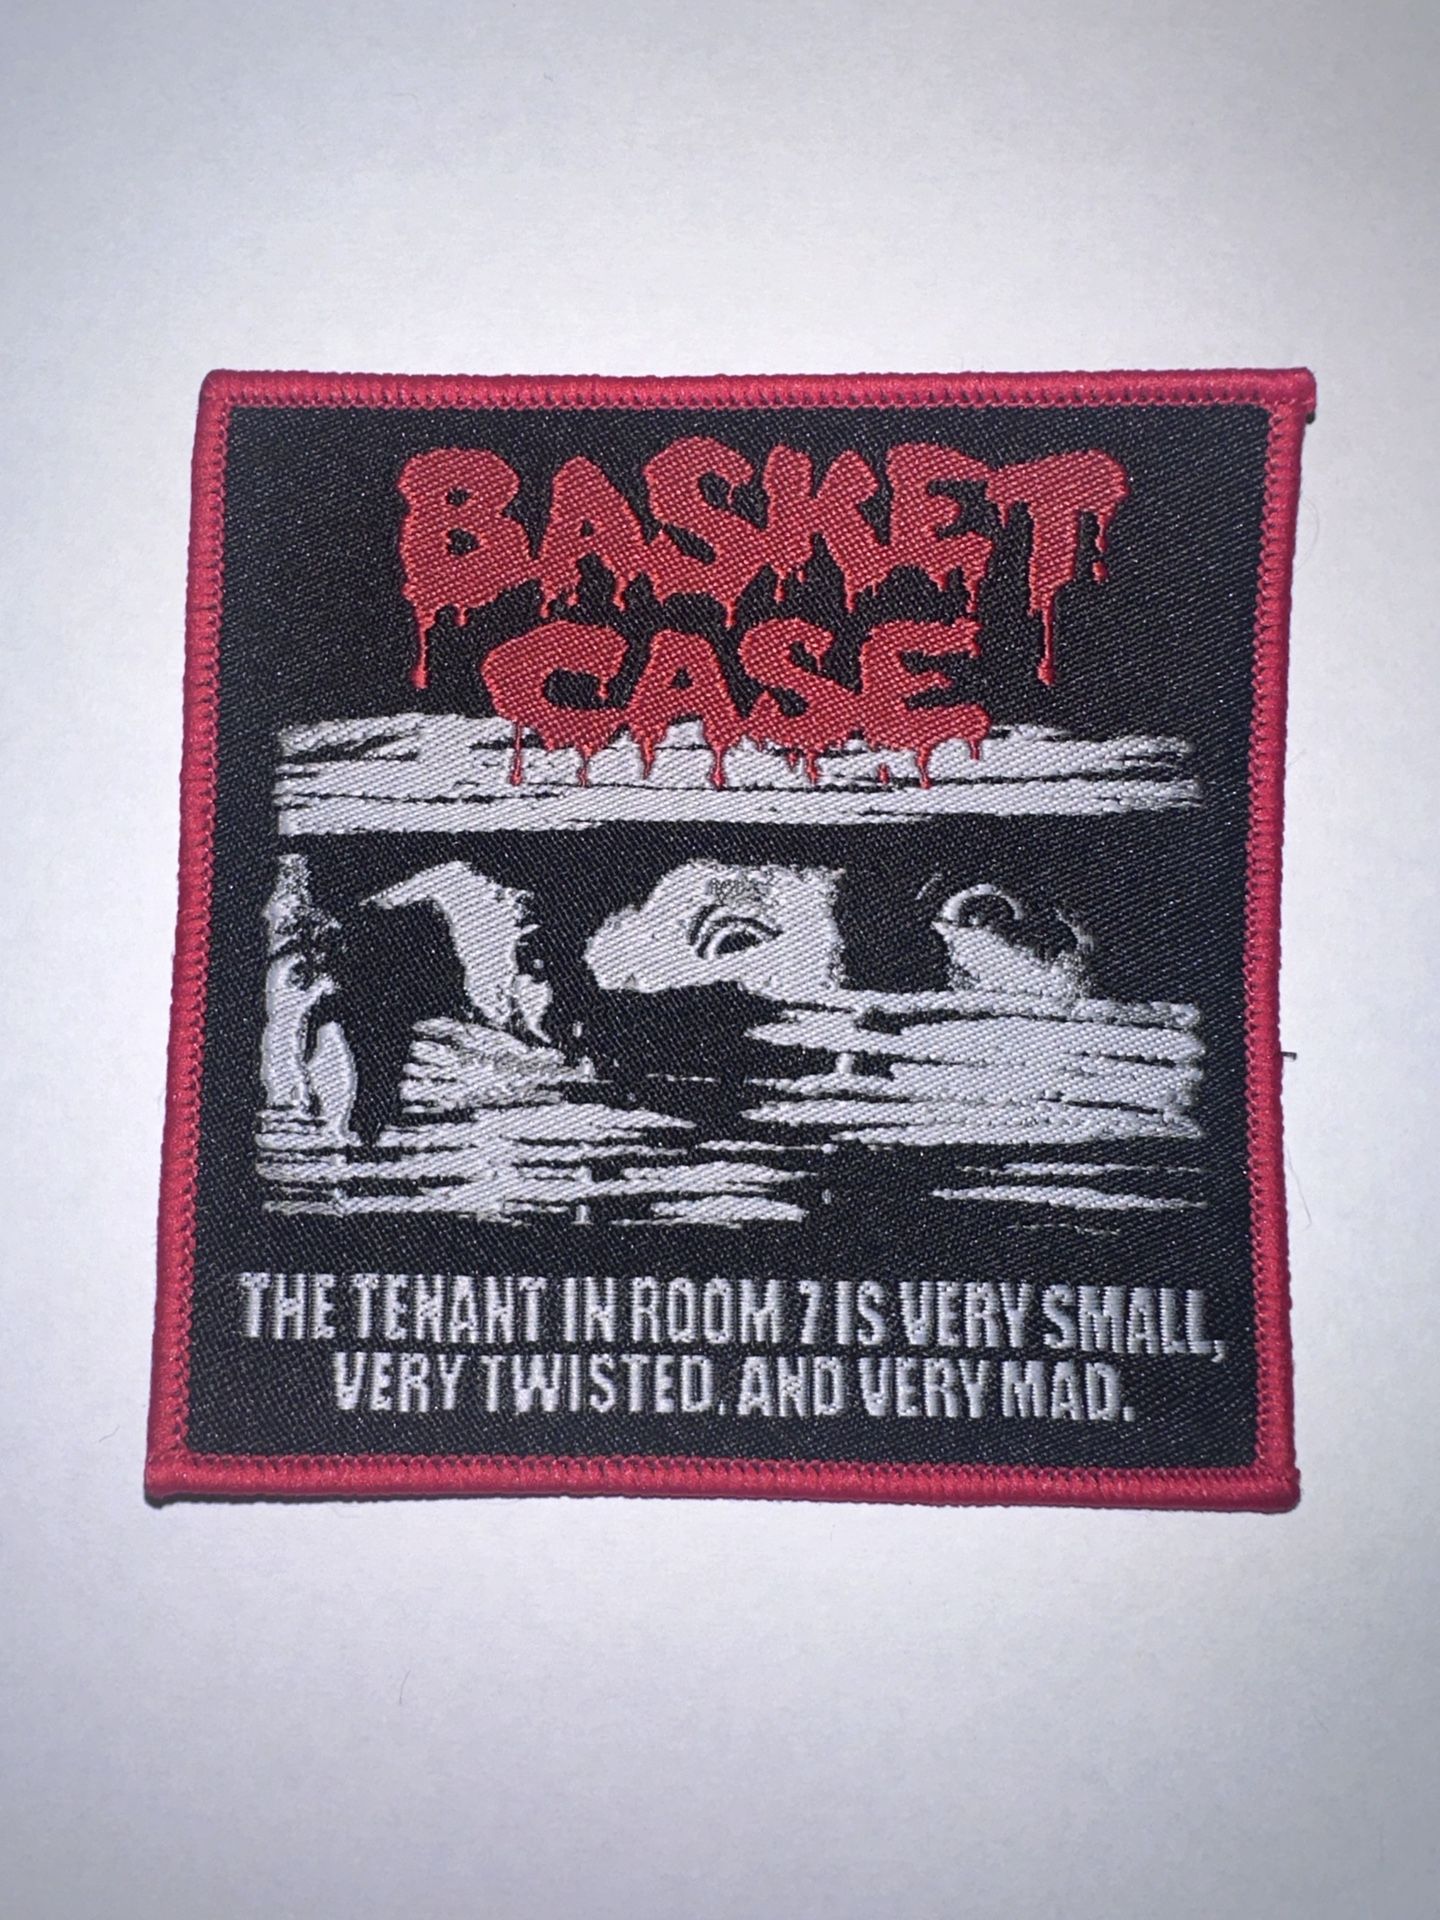 BASKET
CASE
THE TENANT IN ROOM 7 IS VERY SMALL,
VERY TWISTED, AND VERY MAD.